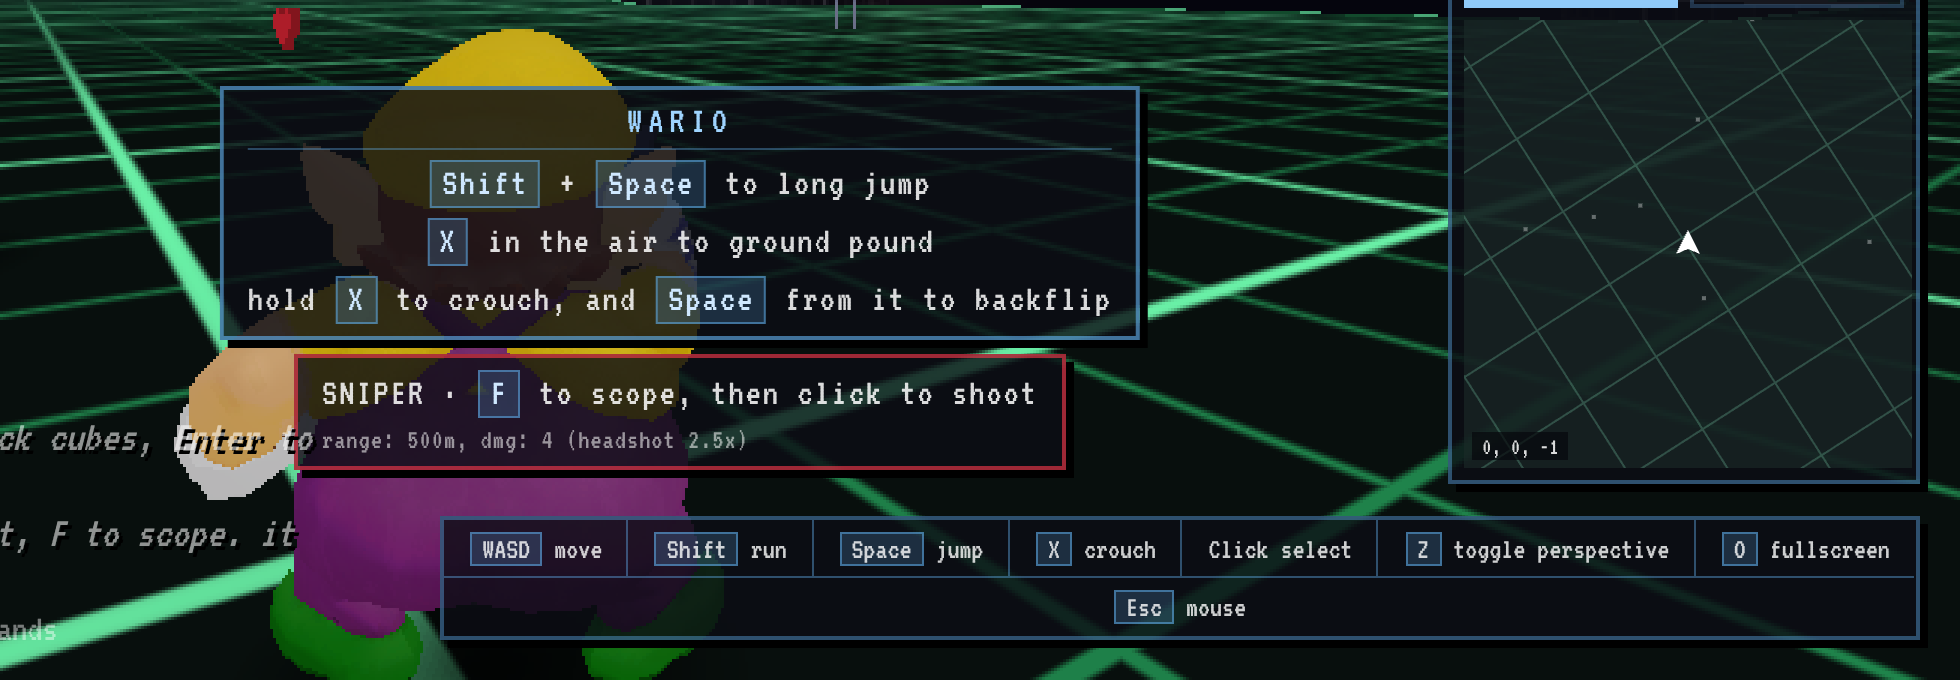 WARIO
Shift + Space to long jump
X in the air to ground pound
hold X to crouch, and Space from it to backflip
SNIPER · F to scope, then click to shoot
range: 500m, dmg: 4 (headshot 2.5x)
ck cubes, Enter to
t, F to scope. it
ands
0, 0, -1
WASD move Shift run Space jump X crouch Click select Z toggle perspective O fullscreen
Esc mouse